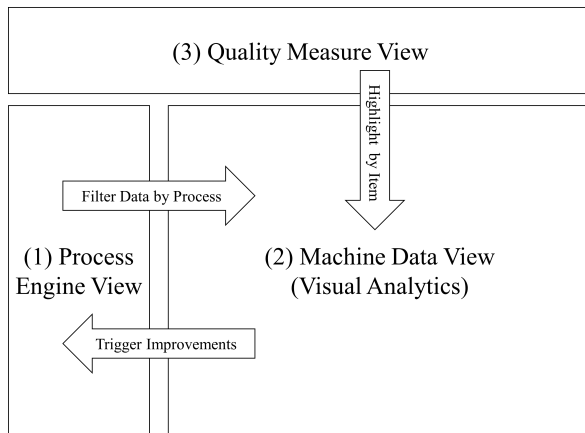 (3) Quality Measure View
Highlight by Item
Filter Data by Process
(1) Process
Engine View
(2) Machine Data View
(Visual Analytics)
Trigger Improvements